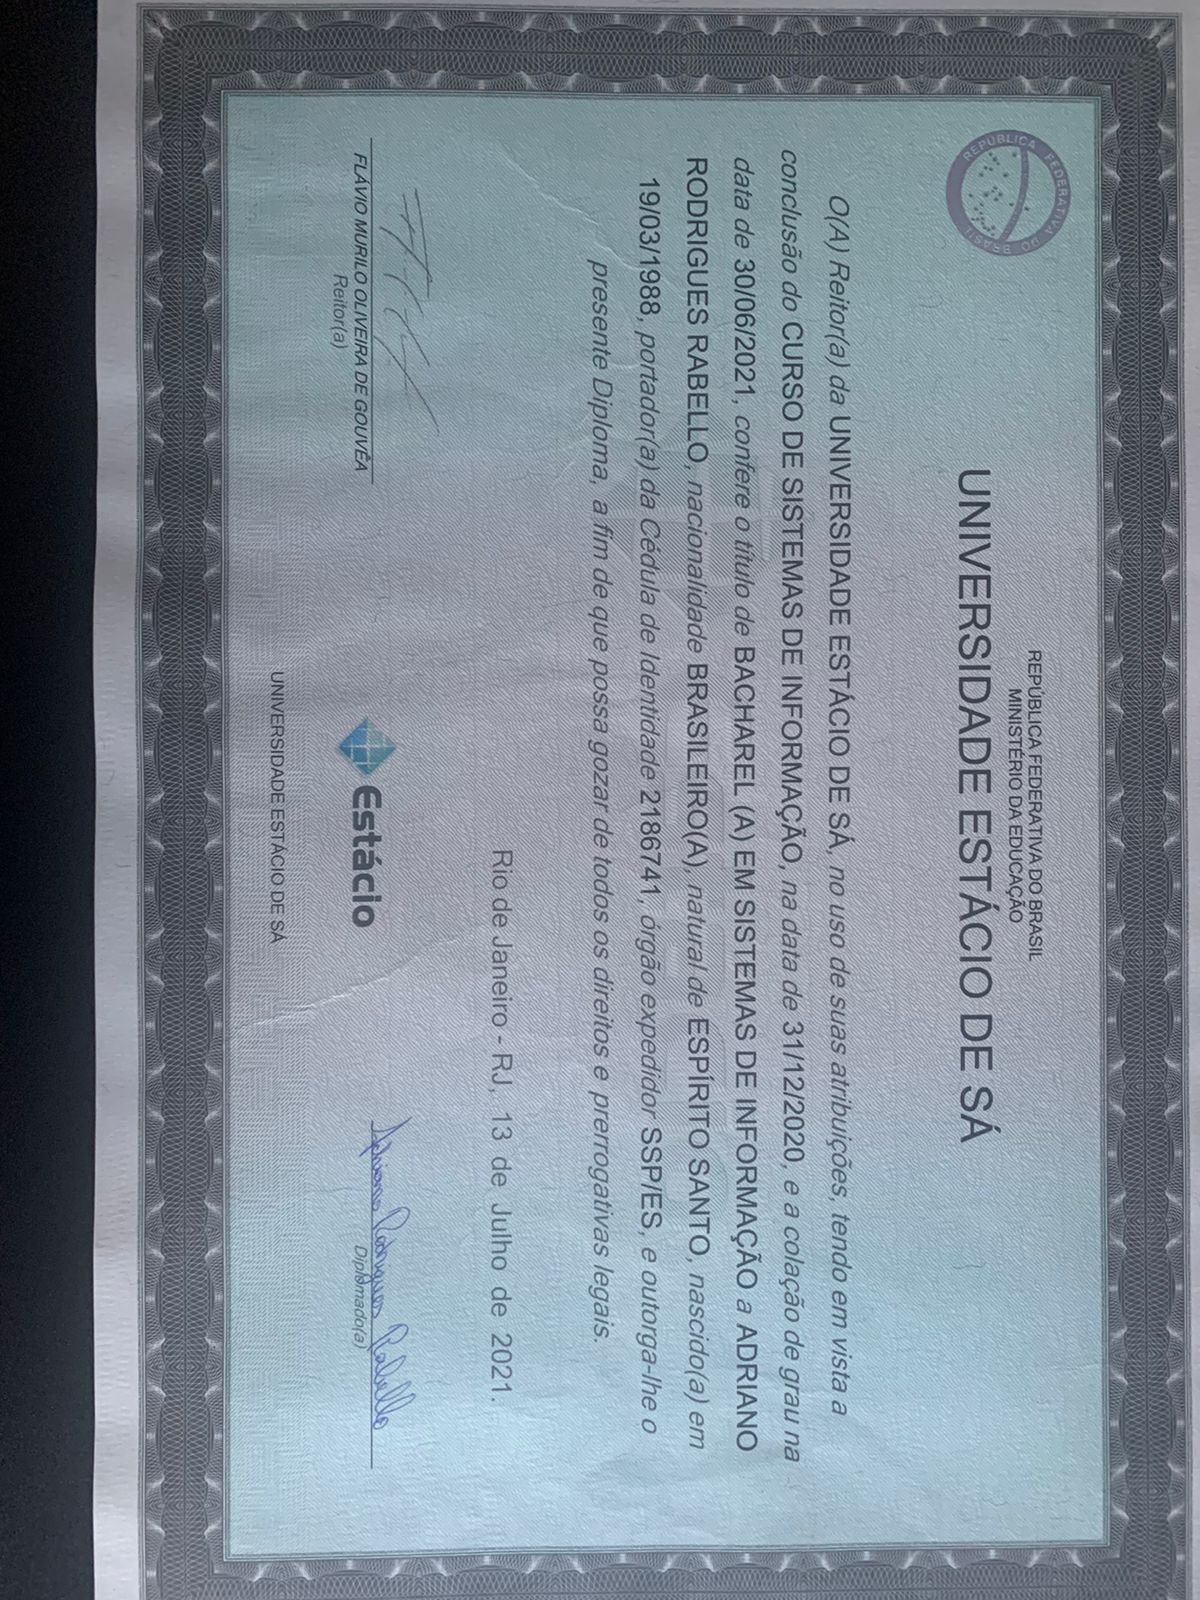 REPÚBLICA FEDERATIVA DO BRASIL
REPÚBLICA FEDERATIVA DO BRASIL
MINISTÉRIO DA EDUCAÇÃO
UNIVERSIDADE ESTÁCIO DE SÁ
O(A) Reitor(a) da UNIVERSIDADE ESTÁCIO DE SÁ, no uso de suas atribuições, tendo em vista a
conclusão do CURSO DE SISTEMAS DE INFORMAÇÃO, na data de 31/12/2020, e a colação de grau na
data de 30/06/2021, confere o título de BACHAREL (A) EM SISTEMAS DE INFORMAÇÃO a ADRIANO
RODRIGUES RABELLO, nacionalidade BRASILEIRO(A), natural de ESPÍRITO SANTO, nascido(a) em
19/03/1988, portador(a) da Cédula de Identidade 2186741, órgão expedidor SSP/ES, e outorga-lhe o
presente Diploma, a fim de que possa gozar de todos os direitos e prerrogativas legais.
Rio de Janeiro - RJ, 13 de Julho de 2021.
FLÁVIO MURILO OLIVEIRA DE GOUVÊA
Reitor(a)
Estácio
UNIVERSIDADE ESTÁCIO DE SÁ
Adriano Rodrigues Rabello
Diplomado(a)